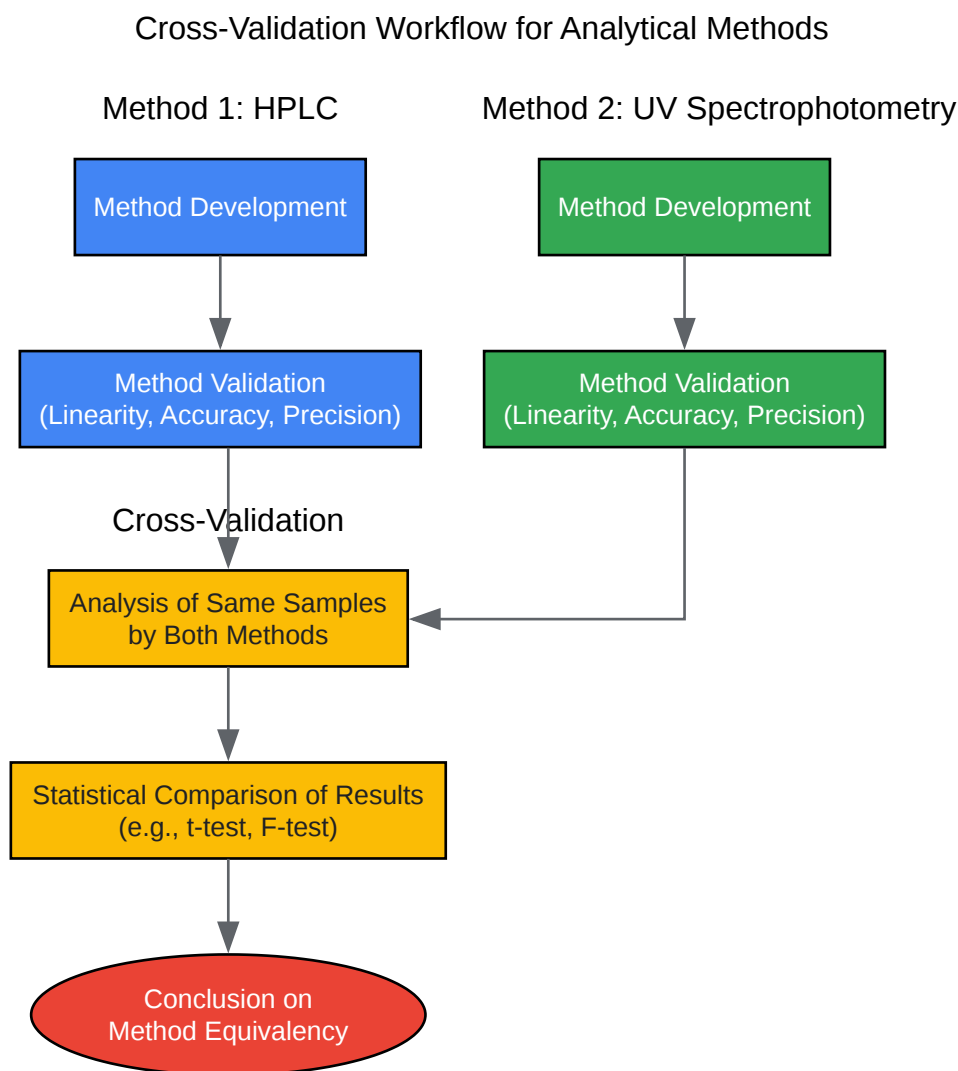 Cross-Validation Workflow for Analytical Methods
Method 1: HPLC
Method 2: UV Spectrophotometry
Method Development
Method Development
Method Validation
(Linearity, Accuracy, Precision)
Method Validation
(Linearity, Accuracy, Precision)
Cross-Validation
Analysis of Same Samples
by Both Methods
Statistical Comparison of Results
(e.g., t-test, F-test)
Conclusion on
Method Equivalency